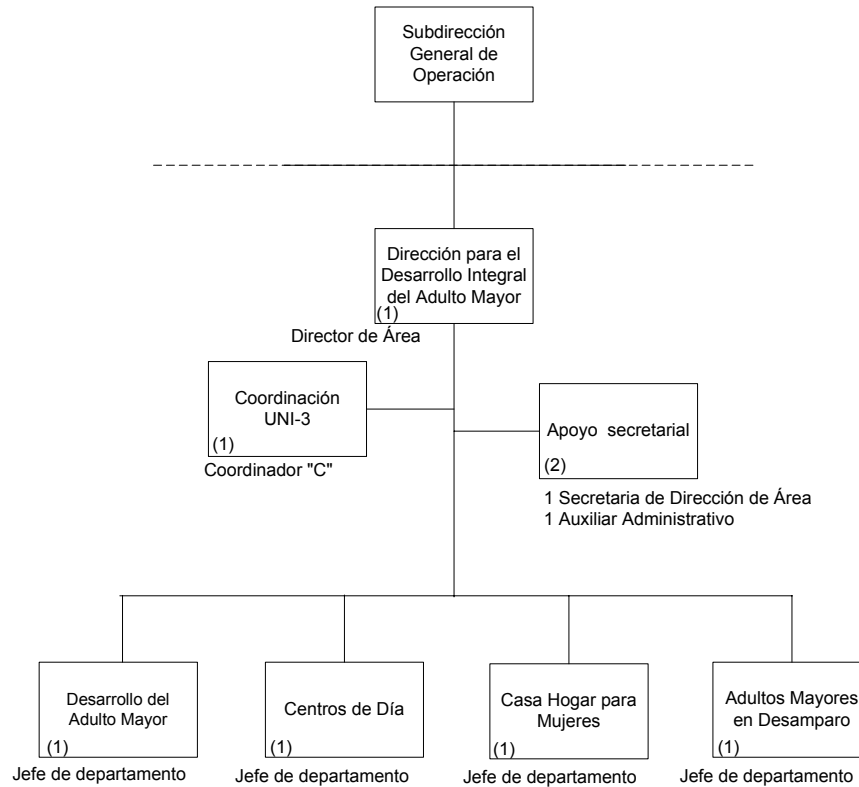 Subdirección
General de
Operación
Dirección para el
Desarrollo Integral
del Adulto Mayor
(1)
Director de Área
Coordinación
UNI-3
(1)
Coordinador "C"
Apoyo secretarial
(2)
1 Secretaria de Dirección de Área
1 Auxiliar Administrativo
Desarrollo del
Adulto Mayor
(1)
Jefe de departamento
Centros de Día
(1)
Jefe de departamento
Casa Hogar para
Mujeres
(1)
Jefe de departamento
Adultos Mayores
en Desamparo
(1)
Jefe de departamento